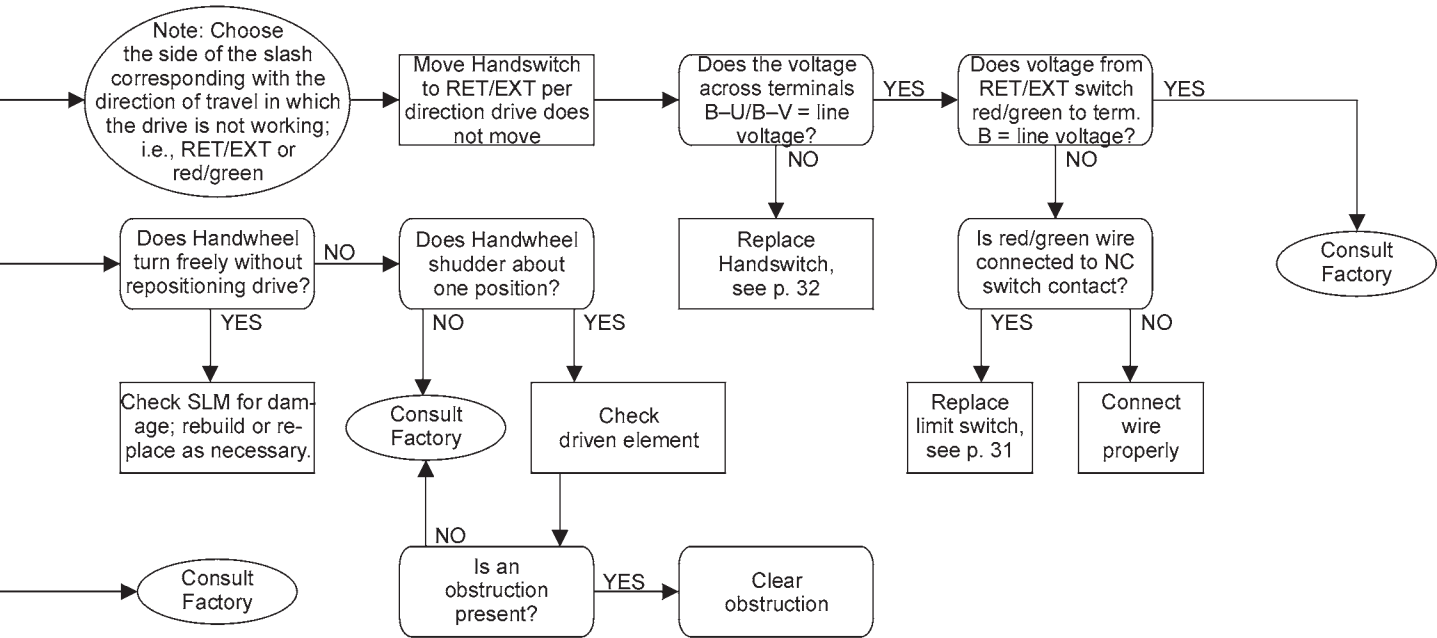 Note: Choose
the side of the slash
corresponding with the
direction of travel in which
the drive is not working;
i.e., RET/EXT or
red/green
Move Handswitch
to RET/EXT per
direction drive does
not move
Does the voltage
across terminals
B–U/B–V = line
voltage?
YES
NO
Does voltage from
RET/EXT switch
red/green to term.
B = line voltage?
YES
NO
Replace
Handswitch,
see p. 32
Is red/green wire
connected to NC
switch contact?
YES
NO
Consult
Factory
Replace
limit switch,
see p. 31
Connect
wire
properly
Does Handwheel
turn freely without
repositioning drive?
NO
YES
Does Handwheel
shudder about
one position?
NO
YES
Check SLM for dam-
age; rebuild or re-
place as necessary.
Consult
Factory
Check
driven element
NO
Is an
obstruction
present?
YES
Clear
obstruction
Consult
Factory